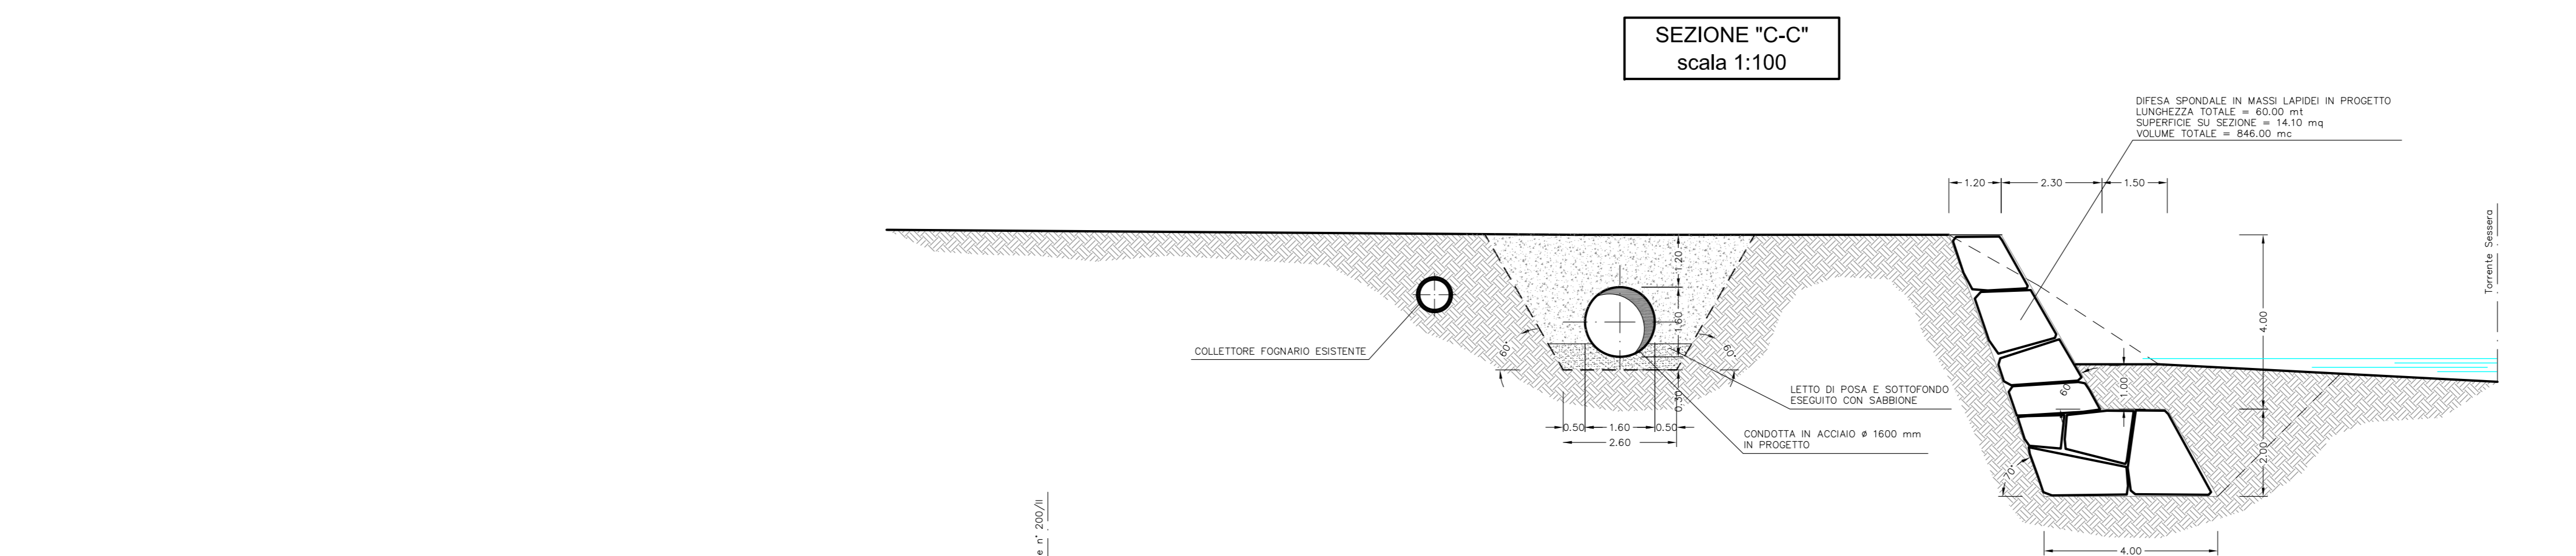 SEZIONE "C-C"
scala 1:100
DIFESA SPONDALE IN MASSI LAPIDEI IN PROGETTO
LUNGHEZZA TOTALE = 60.00 mt
SUPERFICIE SU SEZIONE = 14.10 mq
VOLUME TOTALE = 846.00 mc
1.20
2.30
1.50
Torrente Sessera
1.20
1.60
4.00
COLLETTORE FOGNARIO ESISTENTE
60°
60°
LETTO DI POSA E SOTTOFONDO
ESEGUITO CON SABBIONE
0.30
60°
1.00
0.50
1.60
0.50
2.60
CONDOTTA IN ACCIAIO ø 1600 mm
IN PROGETTO
2.00
70°
e n° 200/II
4.00